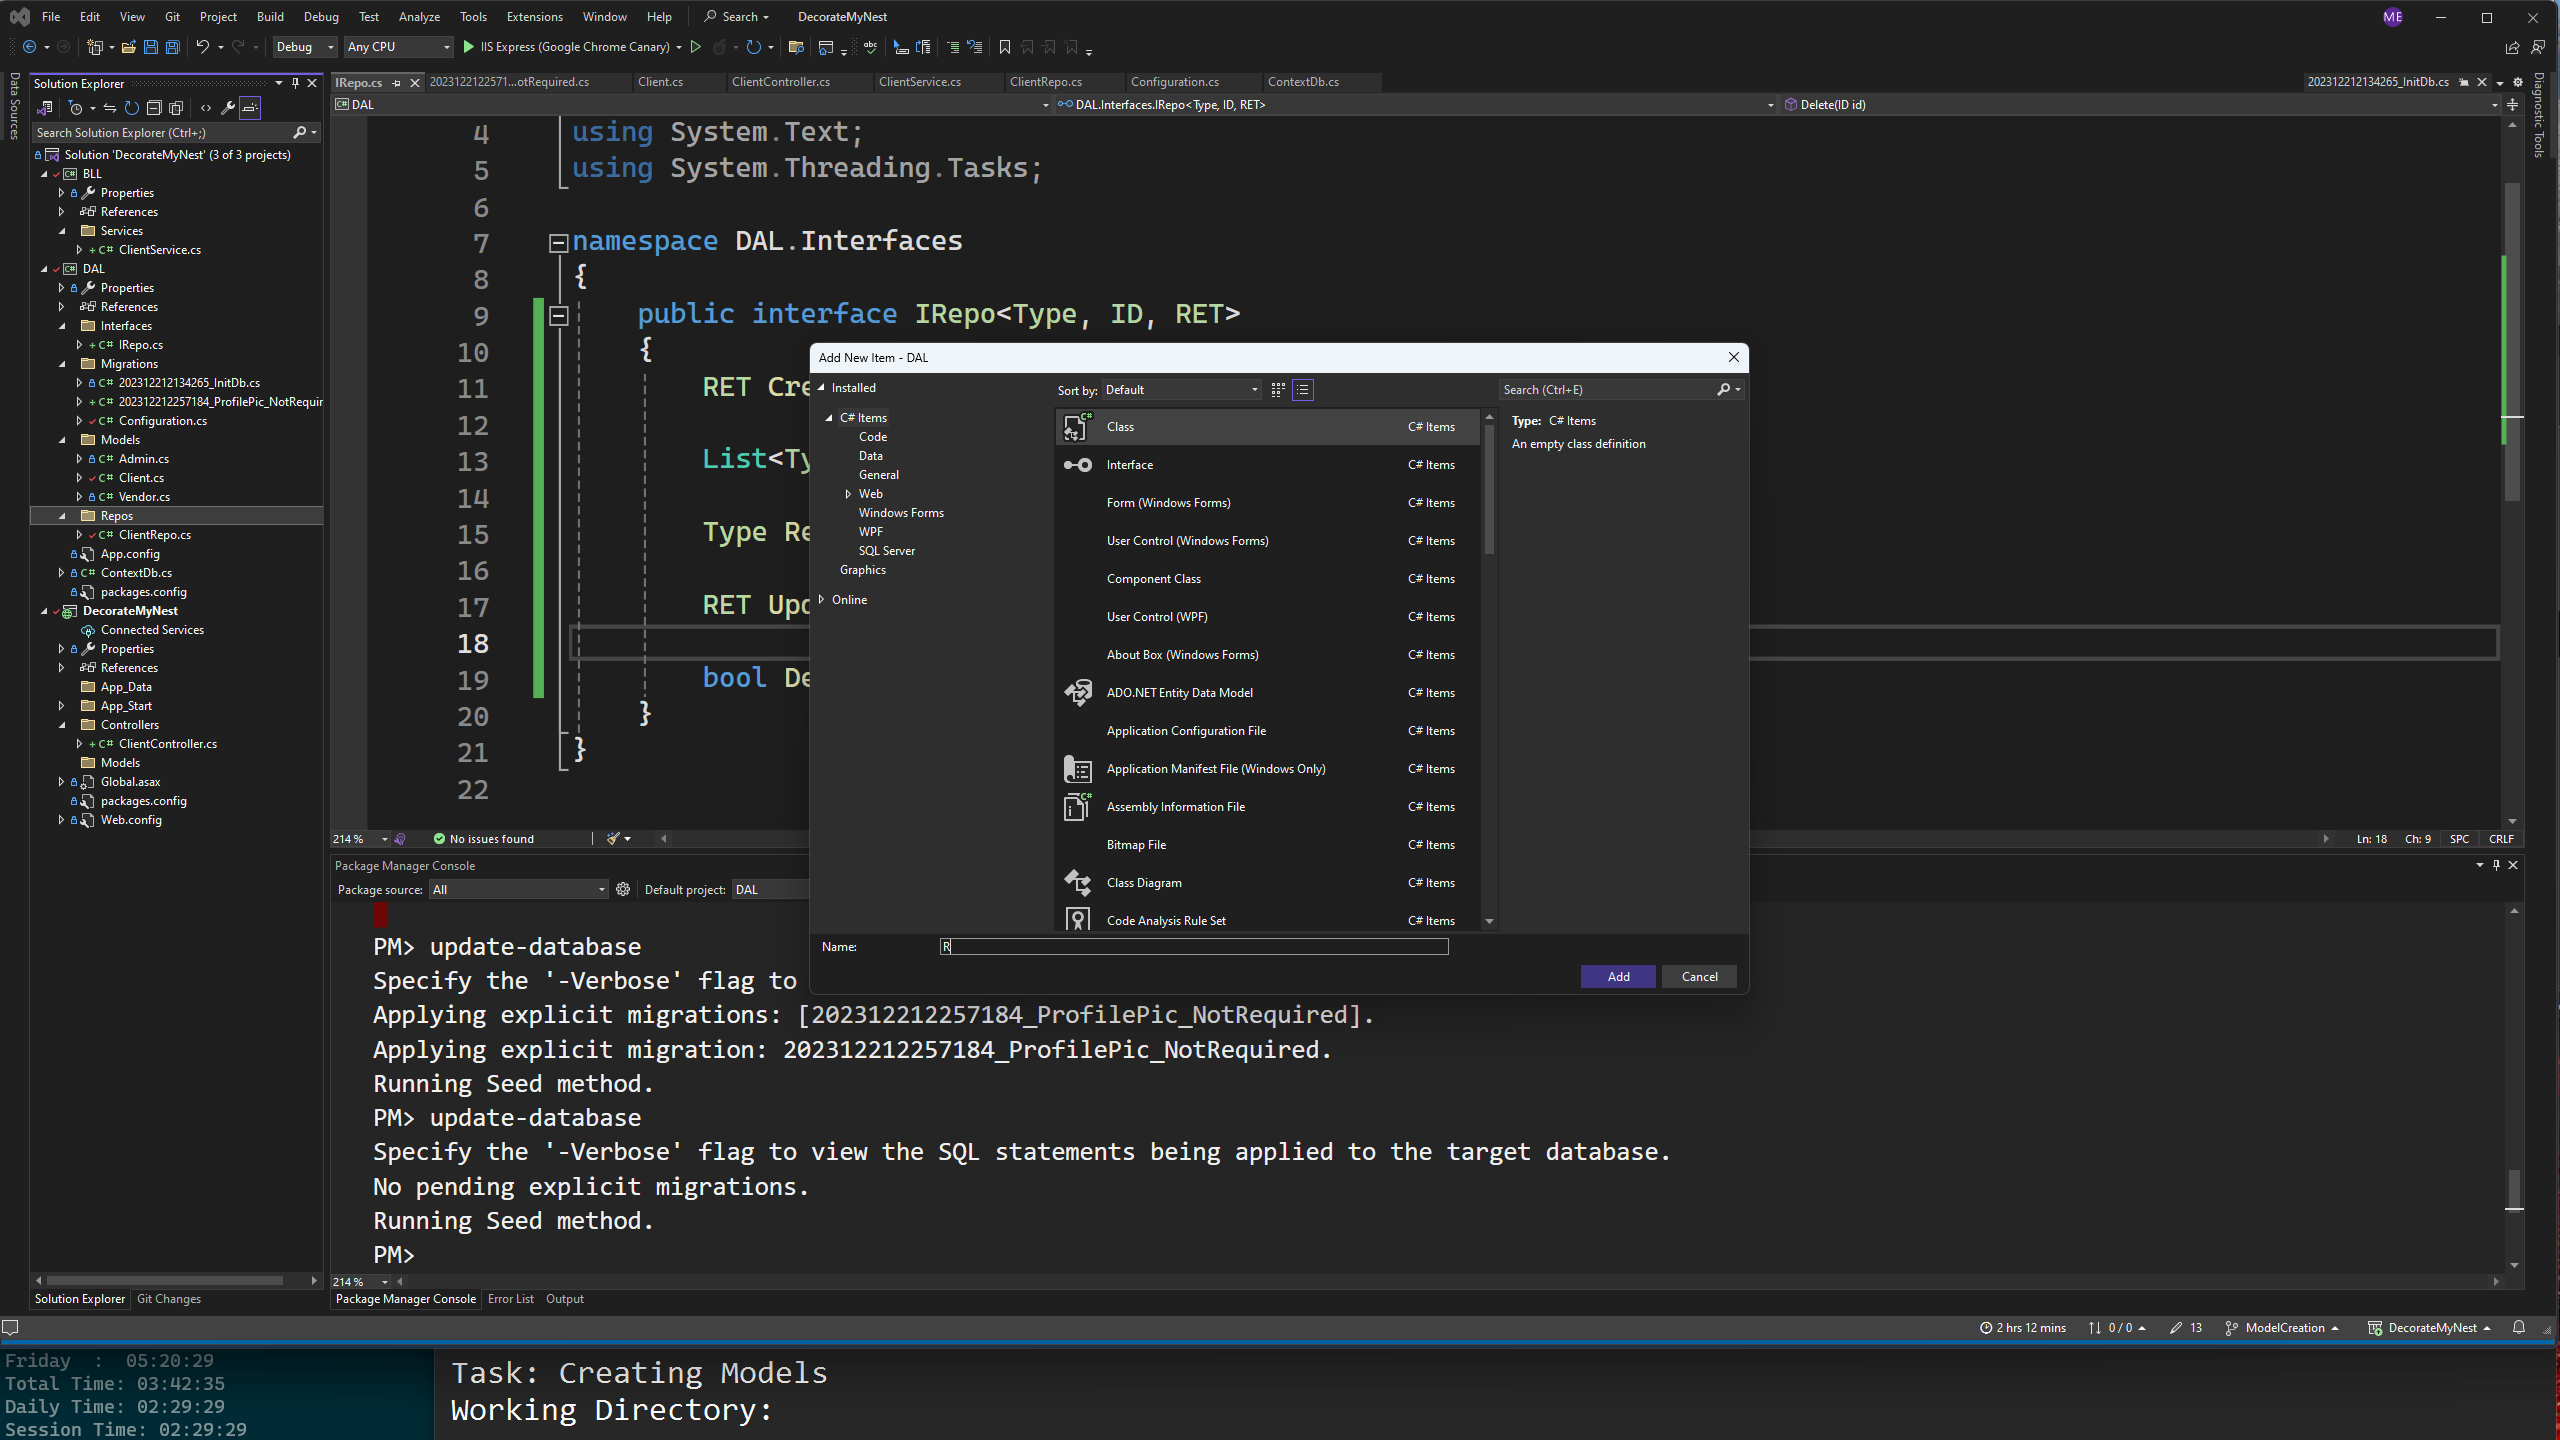 File Edit View Git Project Build Debug Test Analyze Tools Extensions Window Help Search DecorateMyNest ME
Debug Any CPU IIS Express (Google Chrome Canary)
Data Sources
Solution Explorer
Search Solution Explorer (Ctrl+;)
Solution 'DecorateMyNest' (3 of 3 projects)
BLL
Properties
References
Services
C# ClientService.cs
DAL
Properties
References
Interfaces
C# IRepo.cs
Migrations
C# 202312212134265_InitDb.cs
C# 202312212257184_ProfilePic_NotRequir
C# Configuration.cs
Models
C# Admin.cs
C# Client.cs
C# Vendor.cs
Repos
C# ClientRepo.cs
App.config
C# ContextDb.cs
packages.config
DecorateMyNest
Connected Services
Properties
References
App_Data
App_Start
Controllers
C# ClientController.cs
Models
Global.asax
packages.config
Web.config
Solution Explorer Git Changes
IRepo.cs 2023122122571...otRequired.cs Client.cs ClientController.cs ClientService.cs ClientRepo.cs Configuration.cs ContextDb.cs 202312212134265_InitDb.cs
C# DAL DAL.Interfaces.IRepo<Type, ID, RET> Delete(ID id)
Diagnostic Tools
4 using System.Text;
5 using System.Threading.Tasks;
6
7 namespace DAL.Interfaces
8 {
9 public interface IRepo<Type, ID, RET>
10 {
11 RET Cre
12
13 List<Ty
14
15 Type Re
16
17 RET Upd
18
19 bool De
20 }
21 }
22
214 % No issues found Ln: 18 Ch: 9 SPC CRLF
Add New Item - DAL
Installed
C# Items
Code
Data
General
Web
Windows Forms
WPF
SQL Server
Graphics
Online
Sort by: Default
Search (Ctrl+E)
Class C# Items
Interface C# Items
Form (Windows Forms) C# Items
User Control (Windows Forms) C# Items
Component Class C# Items
User Control (WPF) C# Items
About Box (Windows Forms) C# Items
ADO.NET Entity Data Model C# Items
Application Configuration File C# Items
Application Manifest File (Windows Only) C# Items
Assembly Information File C# Items
Bitmap File C# Items
Class Diagram C# Items
Code Analysis Rule Set C# Items
Type: C# Items
An empty class definition
Name: R
Add Cancel
Package Manager Console
Package source: All Default project: DAL
PM> update-database
Specify the '-Verbose' flag to
Applying explicit migrations: [202312212257184_ProfilePic_NotRequired].
Applying explicit migration: 202312212257184_ProfilePic_NotRequired.
Running Seed method.
PM> update-database
Specify the '-Verbose' flag to view the SQL statements being applied to the target database.
No pending explicit migrations.
Running Seed method.
PM>
214 %
Package Manager Console Error List Output
2 hrs 12 mins 0 / 0 13 ModelCreation DecorateMyNest
Friday : 05:20:29
Total Time: 03:42:35
Daily Time: 02:29:29
Session Time: 02:29:29
Task: Creating Models
Working Directory: